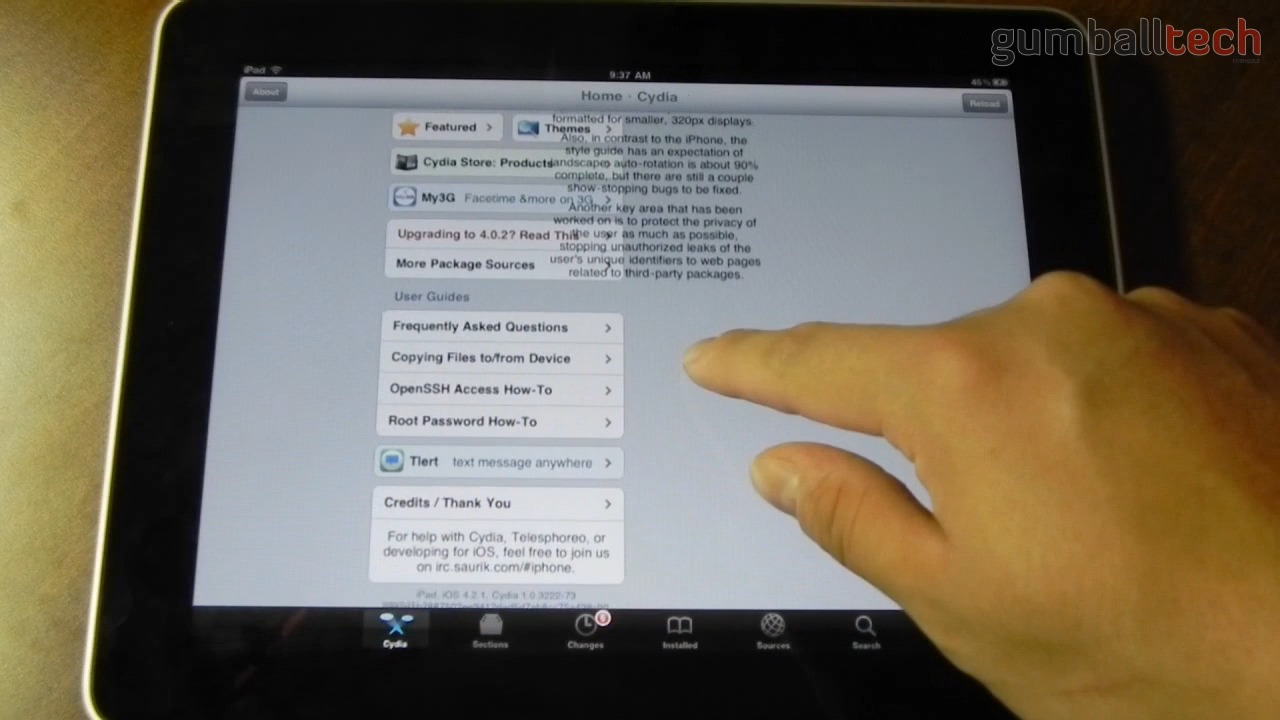 gumballtech
iPad
9:37 AM
45%
About
Home · Cydia
Reload
Featured
Themes
Cydia Store: Products
My3G Facetime &more on 3G
Upgrading to 4.0.2? Read This
More Package Sources
formatted for smaller, 320px displays.
Also, in contrast to the iPhone, the
style guide has an expectation of
landscape auto-rotation is about 90%
complete, but there are still a couple
show-stopping bugs to be fixed.
Another key area that has been
worked on is to protect the privacy of
the user as much as possible,
stopping unauthorized leaks of the
user's unique identifiers to web pages
related to third-party packages.
User Guides
Frequently Asked Questions
Copying Files to/from Device
OpenSSH Access How-To
Root Password How-To
Tlert text message anywhere
Credits / Thank You
For help with Cydia, Telesphoreo, or
developing for iOS, feel free to join us
on irc.saurik.com/#iphone.
iPad, iOS 4.2.1, Cydia 1.0.3222-73
Cydia
Sections
Changes
Installed
Sources
Search